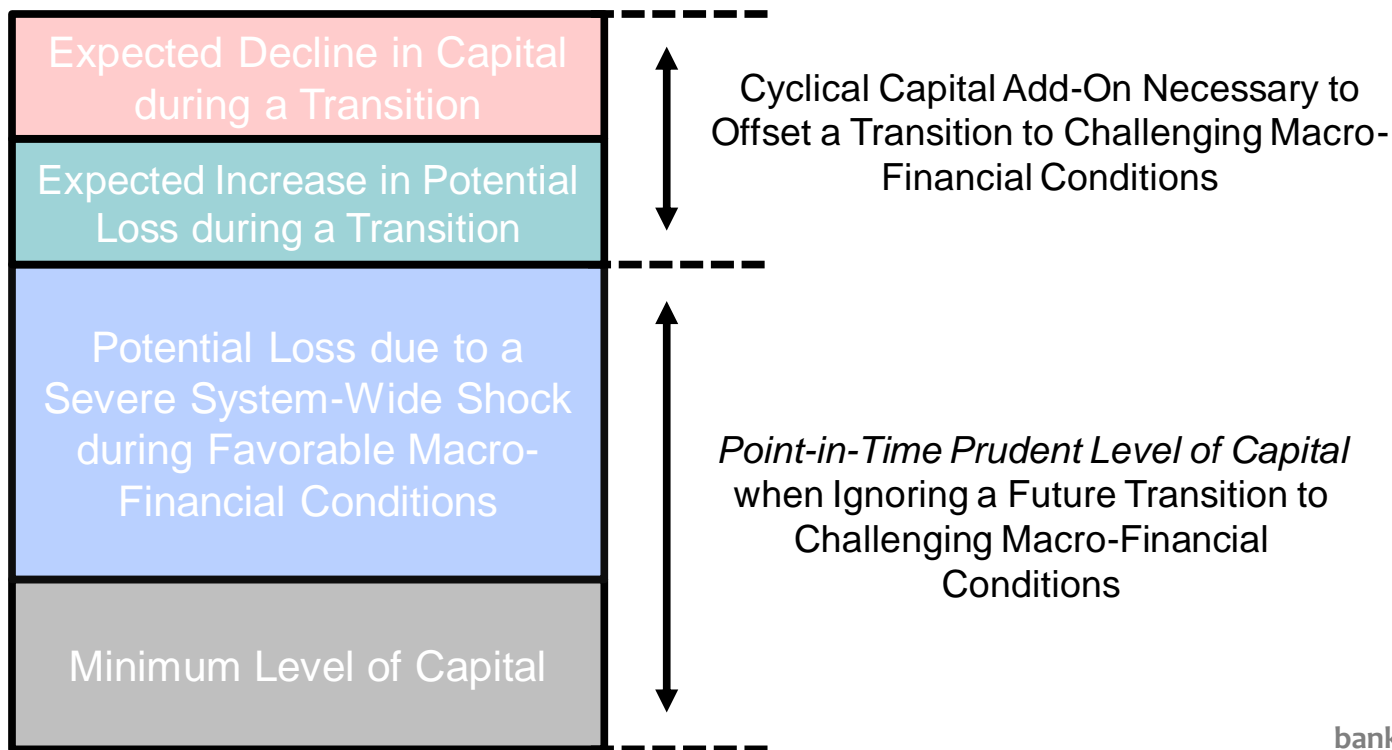 Expected Decline in Capital
during a Transition
Expected Increase in Potential
Loss during a Transition
Potential Loss due to a
Severe System-Wide Shock
during Favorable Macro-
Financial Conditions
Minimum Level of Capital
Cyclical Capital Add-On Necessary to
Offset a Transition to Challenging Macro-
Financial Conditions
Point-in-Time Prudent Level of Capital
when Ignoring a Future Transition to
Challenging Macro-Financial
Conditions
bank